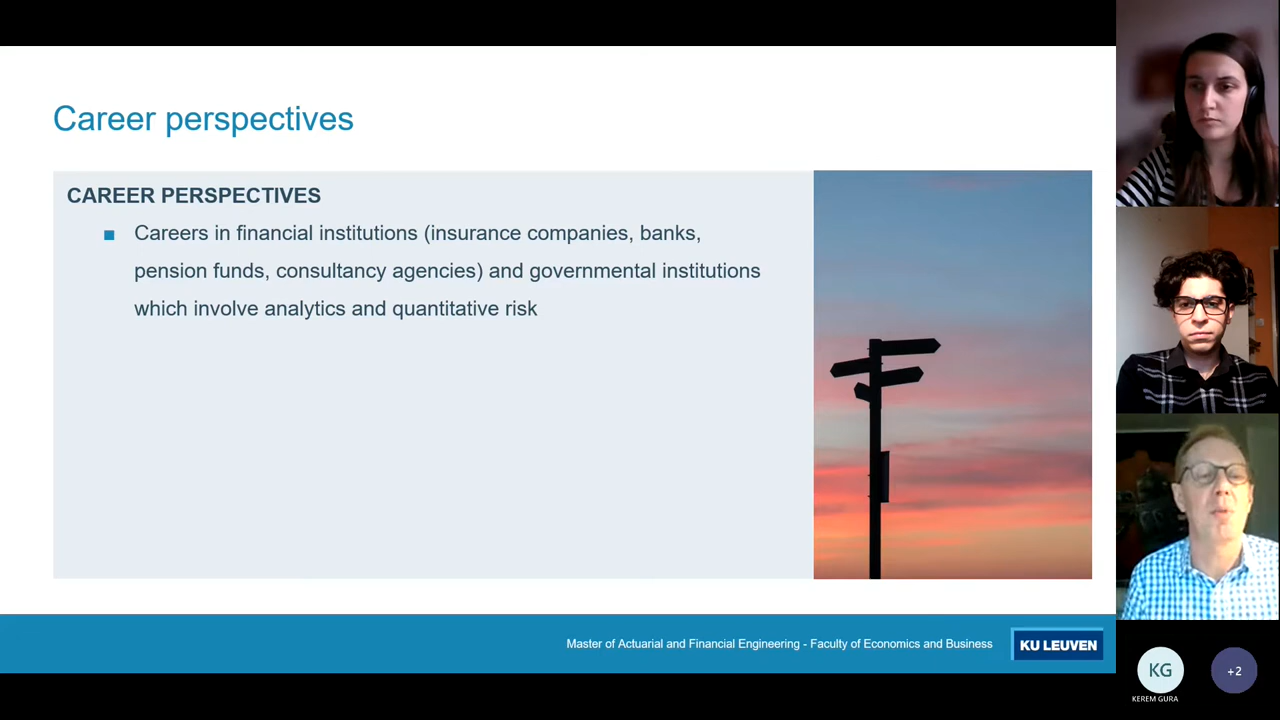 Career perspectives
CAREER PERSPECTIVES
Careers in financial institutions (insurance companies, banks,
pension funds, consultancy agencies) and governmental institutions
which involve analytics and quantitative risk
Master of Actuarial and Financial Engineering - Faculty of Economics and Business
KU LEUVEN
KG
+2
KEREM GURA